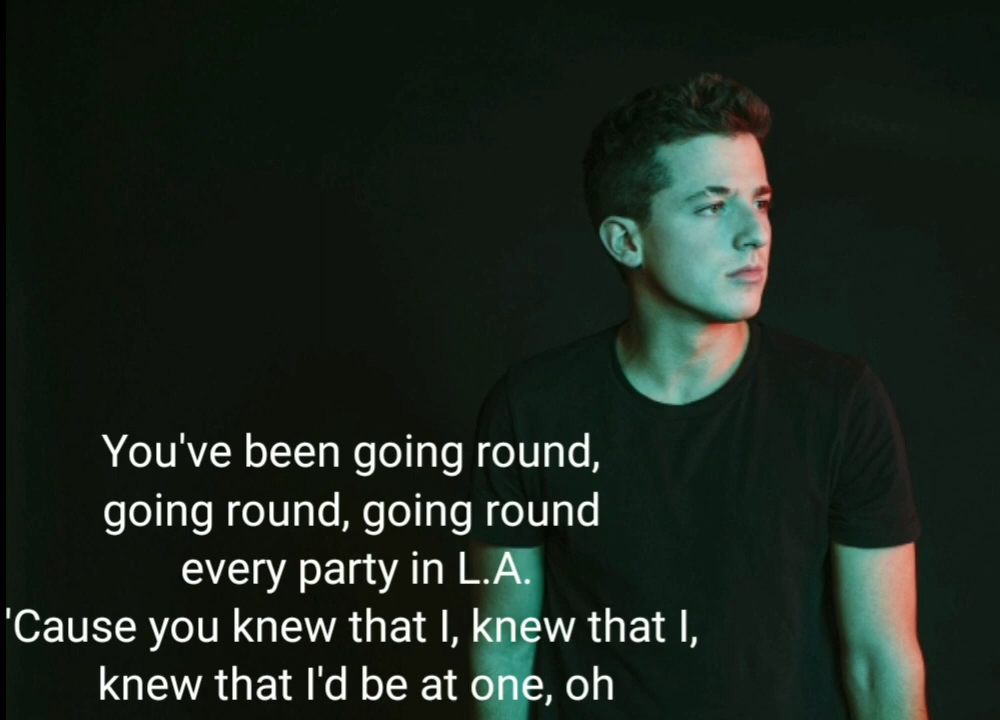 You've been going round,
going round, going round
every party in L.A.
'Cause you knew that I, knew that I,
knew that I'd be at one, oh